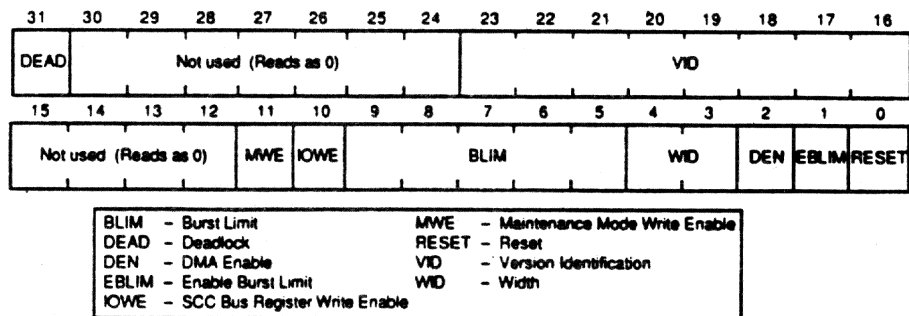 31 30 29 28 27 26 25 24 23 22 21 20 19 18 17 16
DEAD Not used (Reads as 0) VID
15 14 13 12 11 10 9 8 7 6 5 4 3 2 1 0
Not used (Reads as 0) MWE IOWE BLIM WID DEN EBLIM RESET
BLIM – Burst Limit MWE – Maintenance Mode Write Enable
DEAD – Deadlock RESET – Reset
DEN – DMA Enable VID – Version Identification
EBLIM – Enable Burst Limit WID – Width
IOWE – SCC Bus Register Write Enable